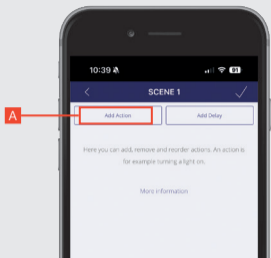 10:39
91
SCENE 1
A
Add Action
Add Delay
Here you can add, remove and reorder actions. An action is
for example turning a light on.
More information